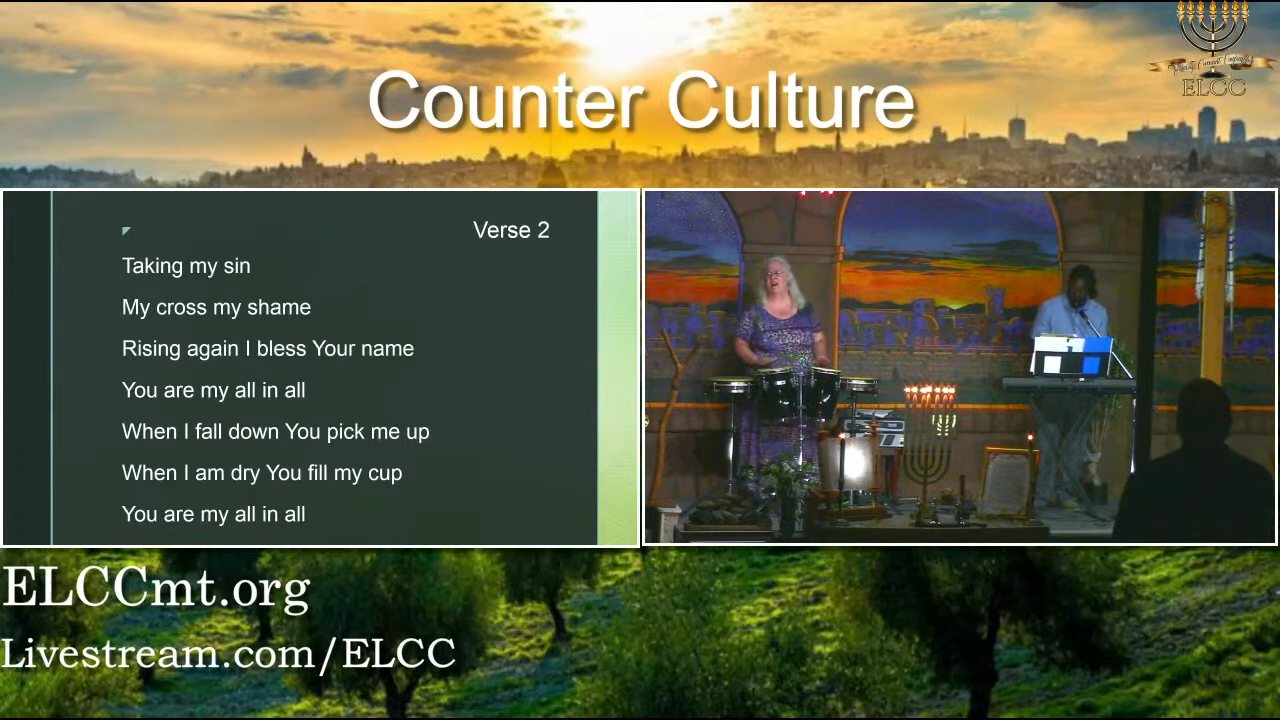 Counter Culture
ELCC
Verse 2
Taking my sin
My cross my shame
Rising again I bless Your name
You are my all in all
When I fall down You pick me up
When I am dry You fill my cup
You are my all in all
ELCCmt.org
Livestream.com/ELCC